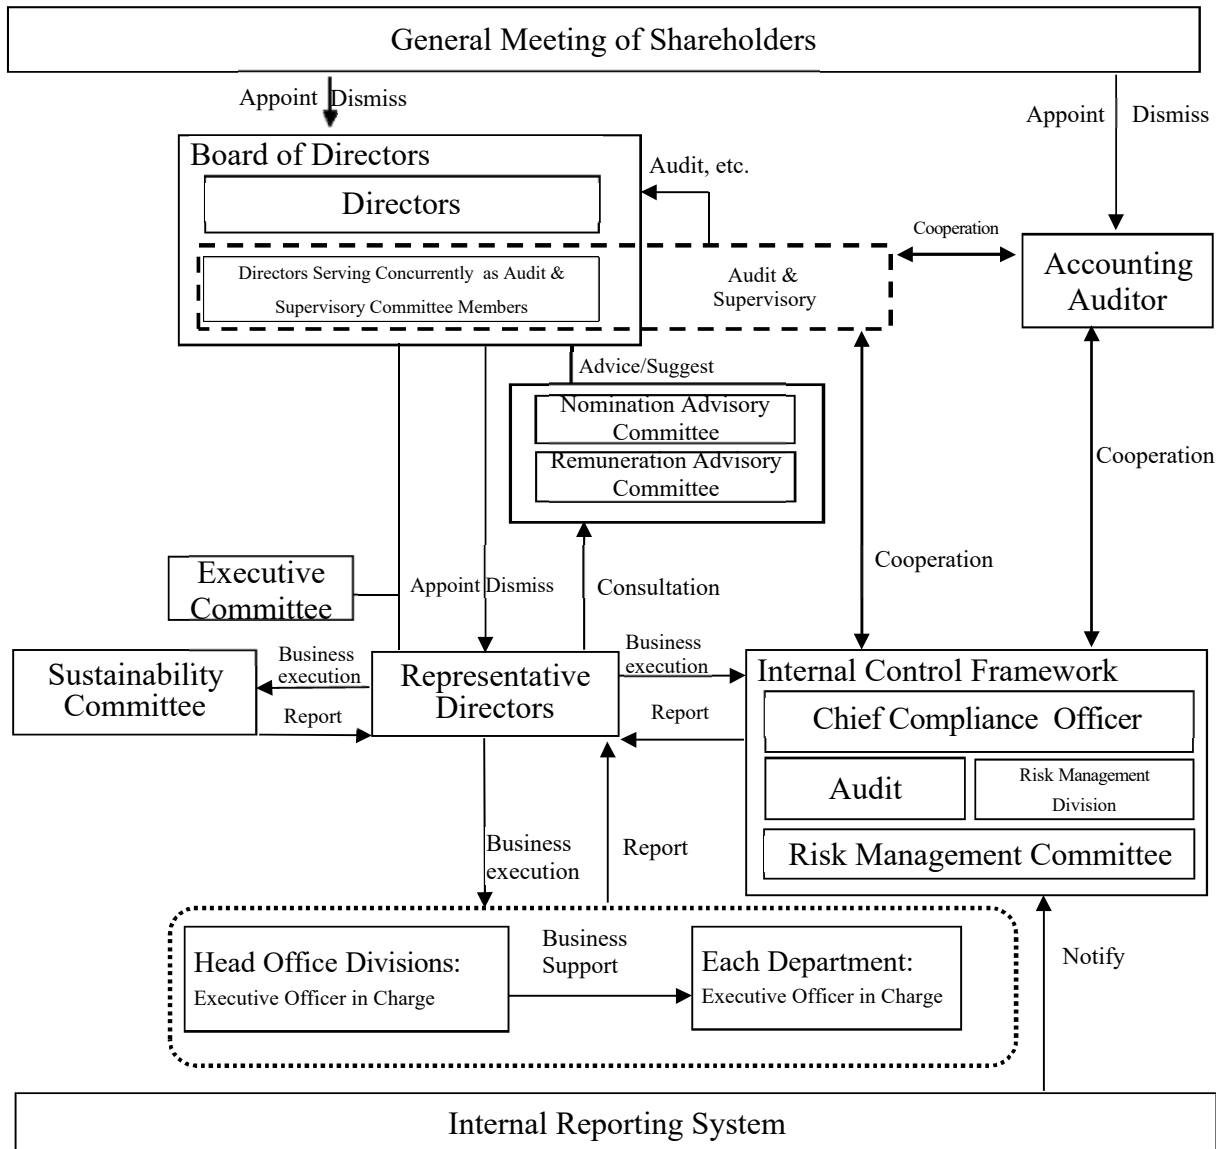 General Meeting of Shareholders
Appoint Dismiss
Appoint Dismiss
Board of Directors
Directors
Audit, etc.
Directors Serving Concurrently as Audit &
Supervisory Committee Members
Audit &
Supervisory
Cooperation
Accounting
Auditor
Advice/Suggest
Nomination Advisory
Committee
Remuneration Advisory
Committee
Cooperation
Cooperation
Executive
Committee
Appoint Dismiss
Consultation
Sustainability
Committee
Business
execution
Report
Representative
Directors
Business
execution
Report
Internal Control Framework
Chief Compliance Officer
Audit
Risk Management
Division
Risk Management Committee
Business
execution
Report
Head Office Divisions:
Executive Officer in Charge
Business
Support
Each Department:
Executive Officer in Charge
Notify
Internal Reporting System